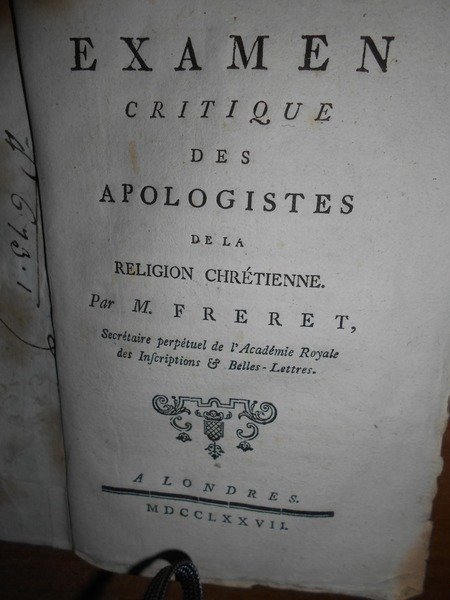 EXAMEN
CRITIQUE
DES
APOLOGISTES
DE LA
RELIGION CHRÉTIENNE.
Par M. FRERET,
Secrétaire perpétuel de l'Académie Royale
des Inſcriptions & Belles-Lettres.
A LONDRES.
MDCCLXXVII.